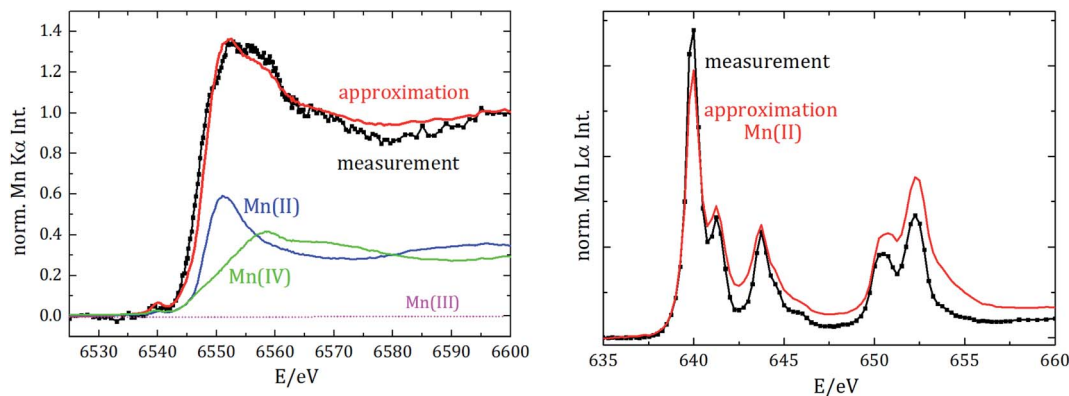 norm. Mn Kα Int.
1.4
1.2
1.0
0.8
0.6
0.4
0.2
0.0
approximation
measurement
Mn(II)
Mn(IV)
Mn(III)
6530 6540 6550 6560 6570 6580 6590 6600
E/eV
norm. Mn Lα Int.
measurement
approximation
Mn(II)
635 640 645 650 655 660
E/eV